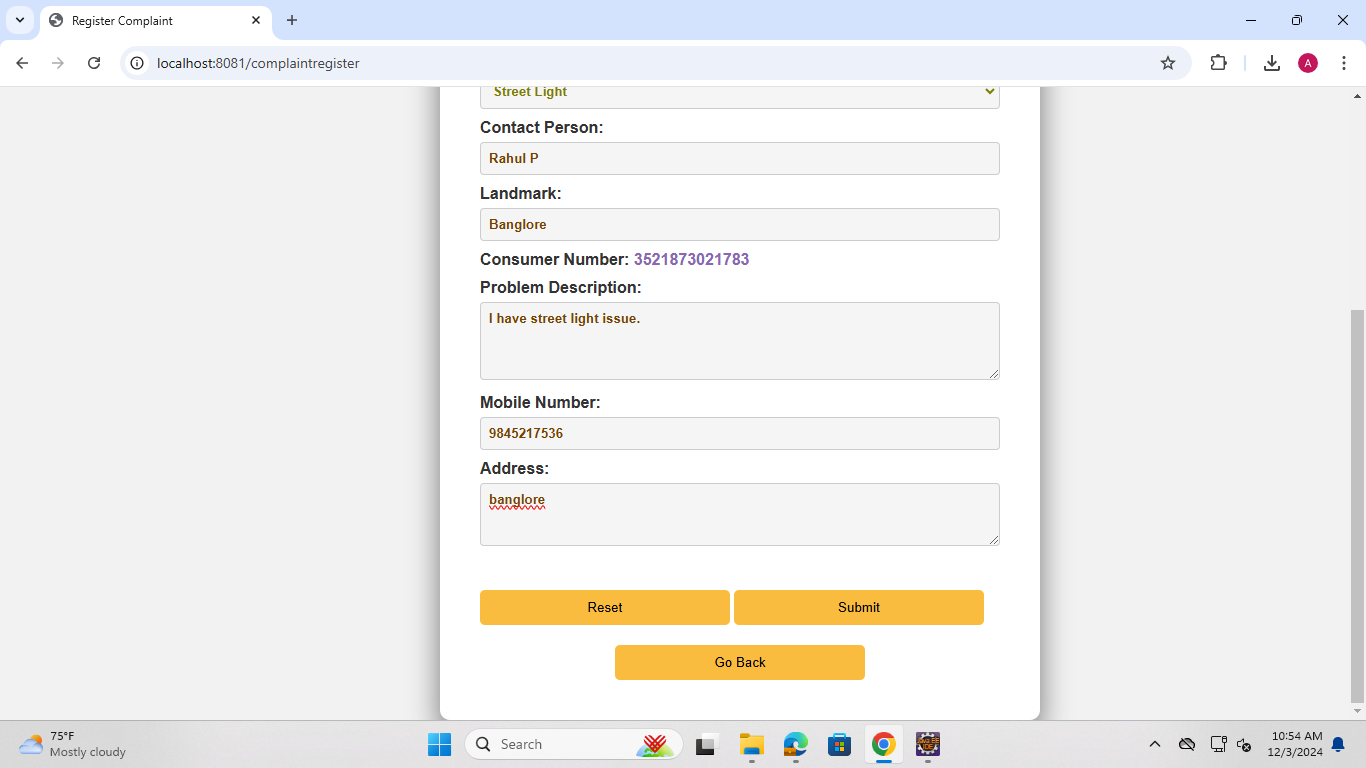 Register Complaint
localhost:8081/complaintregister
A
Street Light
Contact Person:
Rahul P
Landmark:
Banglore
Consumer Number: 3521873021783
Problem Description:
I have street light issue.
Mobile Number:
9845217536
Address:
banglore
Reset Submit
Go Back
75°F
Mostly cloudy
Search
10:54 AM
12/3/2024